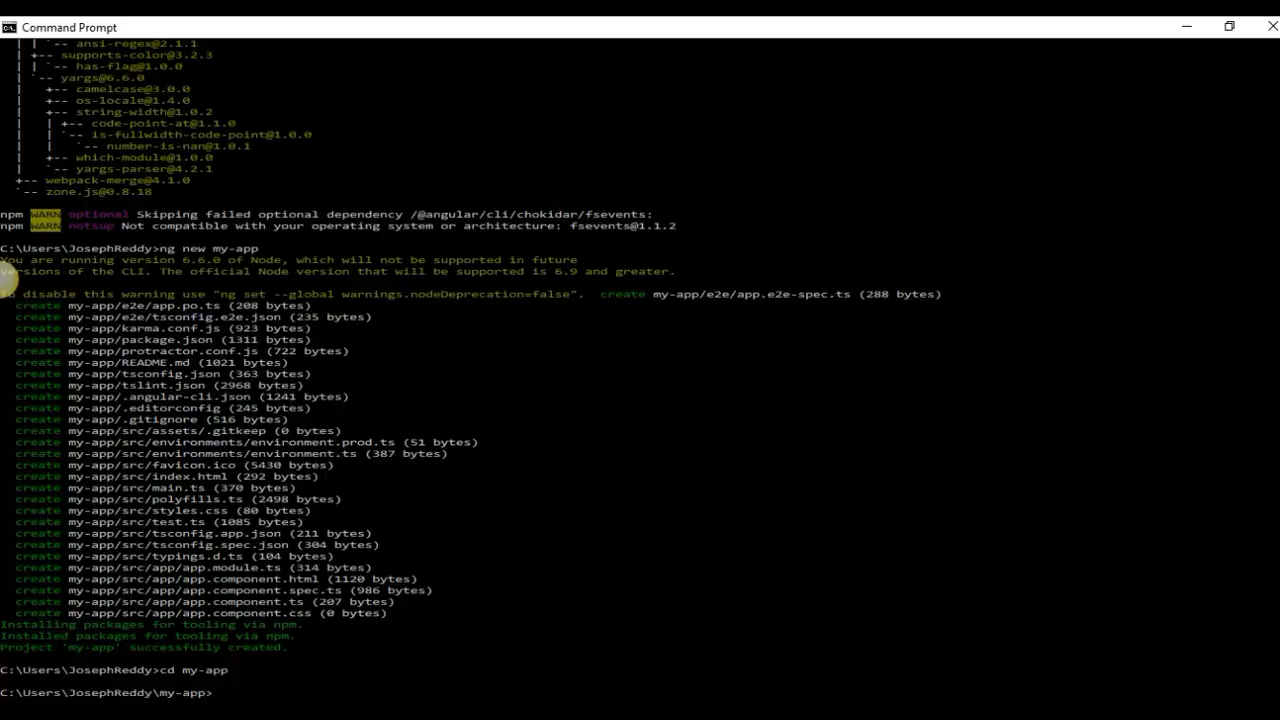 Command Prompt
| | `-- ansi-regex@2.1.1
| +-- supports-color@3.2.3
| | `-- has-flag@1.0.0
| `-- yargs@6.6.0
|   +-- camelcase@3.0.0
|   +-- os-locale@1.4.0
|   +-- string-width@1.0.2
|   | +-- code-point-at@1.1.0
|   | `-- is-fullwidth-code-point@1.0.0
|   |   `-- number-is-nan@1.0.1
|   +-- which-module@1.0.0
|   `-- yargs-parser@4.2.1
+-- webpack-merge@4.1.0
`-- zone.js@0.8.18
npm WARN optional Skipping failed optional dependency /@angular/cli/chokidar/fsevents:
npm WARN notsup Not compatible with your operating system or architecture: fsevents@1.1.2
C:\Users\JosephReddy>ng new my-app
You are running version 6.6.0 of Node, which will not be supported in future
versions of the CLI. The official Node version that will be supported is 6.9 and greater.
To disable this warning use "ng set --global warnings.nodeDeprecation=false".  create my-app/e2e/app.e2e-spec.ts (288 bytes)
create my-app/e2e/app.po.ts (208 bytes)
create my-app/e2e/tsconfig.e2e.json (235 bytes)
create my-app/karma.conf.js (923 bytes)
create my-app/package.json (1311 bytes)
create my-app/protractor.conf.js (722 bytes)
create my-app/README.md (1021 bytes)
create my-app/tsconfig.json (363 bytes)
create my-app/tslint.json (2968 bytes)
create my-app/.angular-cli.json (1241 bytes)
create my-app/.editorconfig (245 bytes)
create my-app/.gitignore (516 bytes)
create my-app/src/assets/.gitkeep (0 bytes)
create my-app/src/environments/environment.prod.ts (51 bytes)
create my-app/src/environments/environment.ts (387 bytes)
create my-app/src/favicon.ico (5430 bytes)
create my-app/src/index.html (292 bytes)
create my-app/src/main.ts (370 bytes)
create my-app/src/polyfills.ts (2498 bytes)
create my-app/src/styles.css (80 bytes)
create my-app/src/test.ts (1085 bytes)
create my-app/src/tsconfig.app.json (211 bytes)
create my-app/src/tsconfig.spec.json (304 bytes)
create my-app/src/typings.d.ts (104 bytes)
create my-app/src/app/app.module.ts (314 bytes)
create my-app/src/app/app.component.html (1120 bytes)
create my-app/src/app/app.component.spec.ts (986 bytes)
create my-app/src/app/app.component.ts (207 bytes)
create my-app/src/app/app.component.css (0 bytes)
Installing packages for tooling via npm.
Installed packages for tooling via npm.
Project 'my-app' successfully created.
C:\Users\JosephReddy>cd my-app
C:\Users\JosephReddy\my-app>